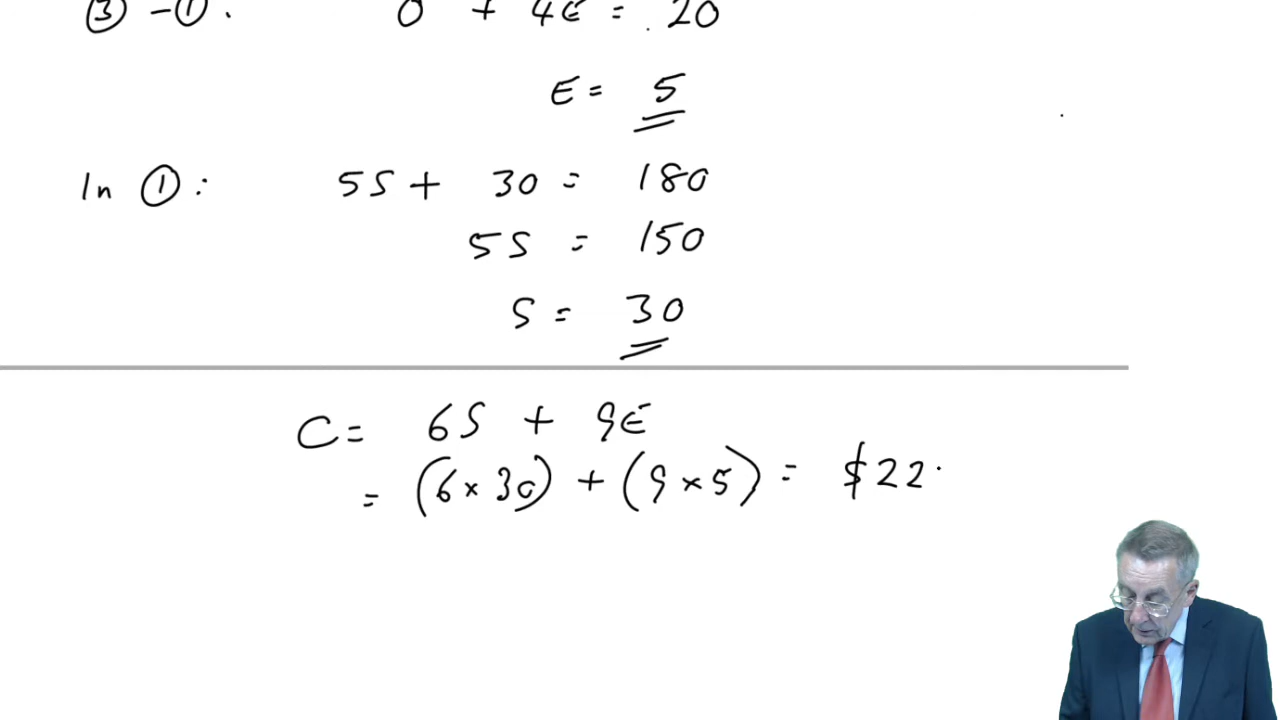 ③ - ①. 0 + 4E = 20
E = 5
In ①: 5S + 30 = 180
5S = 150
S = 30
C = 6S + 9E
= (6 × 30) + (9 × 5) = $22